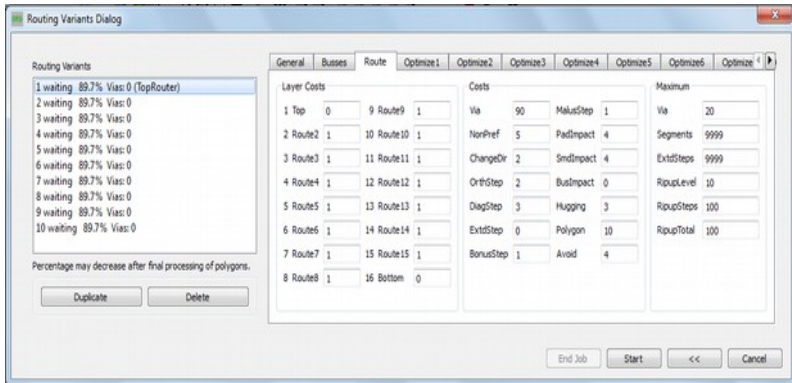 Routing Variants Dialog
Routing Variants
1 waiting 89.7% Vias: 0 (TopRouter)
2 waiting 89.7% Vias: 0
3 waiting 89.7% Vias: 0
4 waiting 89.7% Vias: 0
5 waiting 89.7% Vias: 0
6 waiting 89.7% Vias: 0
7 waiting 89.7% Vias: 0
8 waiting 89.7% Vias: 0
9 waiting 89.7% Vias: 0
10 waiting 89.7% Vias: 0
Percentage may decrease after final processing of polygons.
Duplicate Delete
General Busses Route Optimize1 Optimize2 Optimize3 Optimize4 Optimize5 Optimize6 Optimize
Layer Costs Costs Maximum
1 Top 0 9 Route9 1 Via 90 MalusStep 1 Via 20
2 Route2 1 10 Route10 1 NonPref 5 PadImpact 4 Segments 9999
3 Route3 1 11 Route11 1 ChangeDir 2 SmdImpact 4 ExtdSteps 9999
4 Route4 1 12 Route12 1 OrthStep 2 BusImpact 0 RipupLevel 10
5 Route5 1 13 Route13 1 DiagStep 3 Hugging 3 RipupSteps 100
6 Route6 1 14 Route14 1 ExtdStep 0 Polygon 10 RipupTotal 100
7 Route7 1 15 Route15 1 BonusStep 1 Avoid 4
8 Route8 1 16 Bottom 0
End Job Start << Cancel